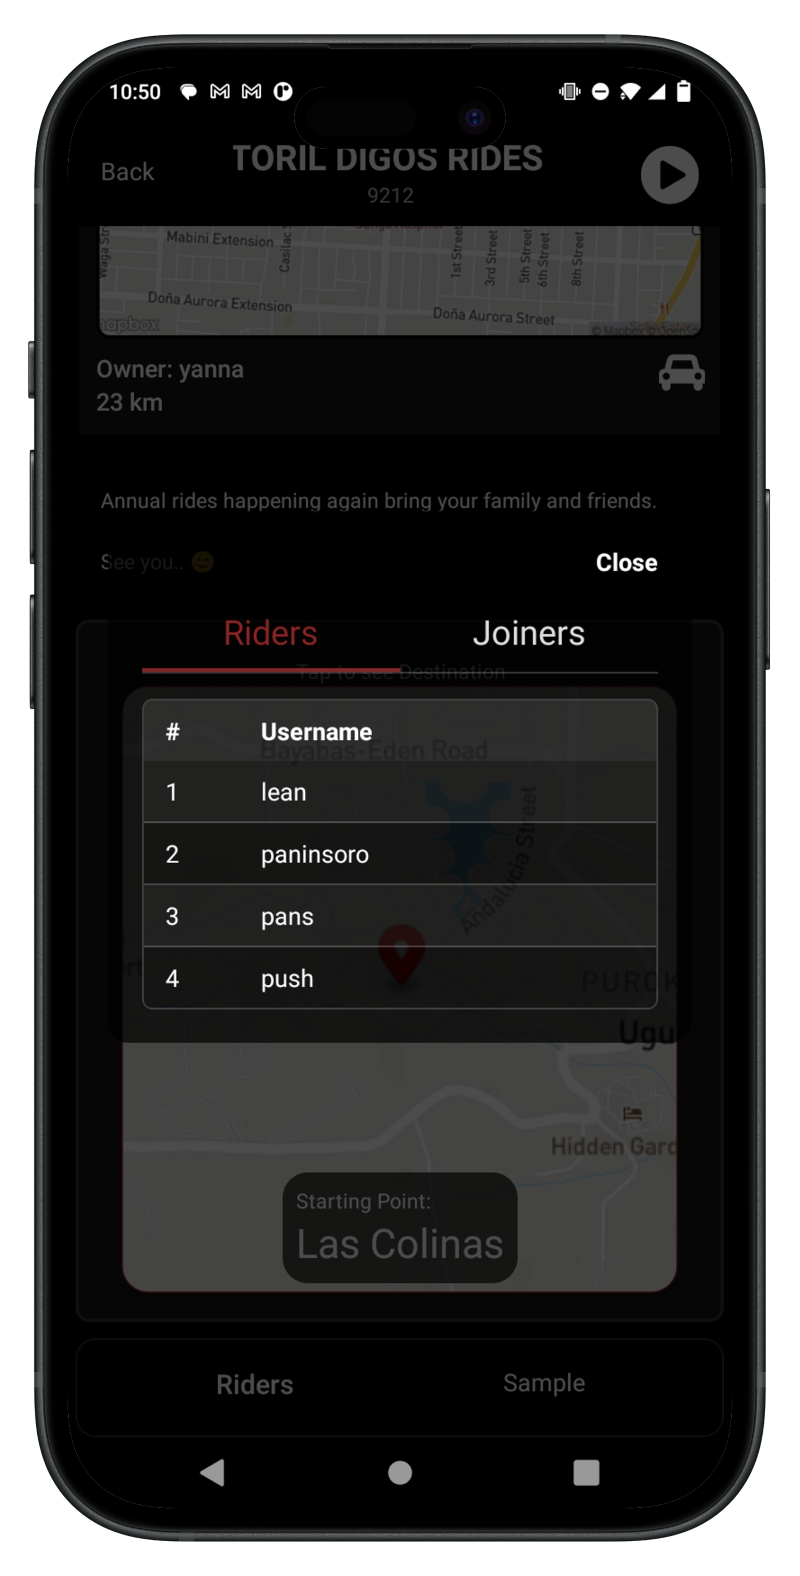 10:50
Back
TORIL DIGOS RIDES
9212
Mabini Extension
Casilac S
1st Street
3rd Street
5th Street
6th Street
8th Street
Doña Aurora Extension
Doña Aurora Street
mapbox
© Mapbox
Owner: yanna
23 km
Annual rides happening again bring your family and friends.
See you.. 😊
Close
Riders
Joiners
Tap to see Destination
# Username
Bayabas-Eden Road
1 lean
2 paninsoro
Andalucia Street
3 pans
4 push
PUROK
Ugu
Hidden Gard
Starting Point:
Las Colinas
Riders
Sample